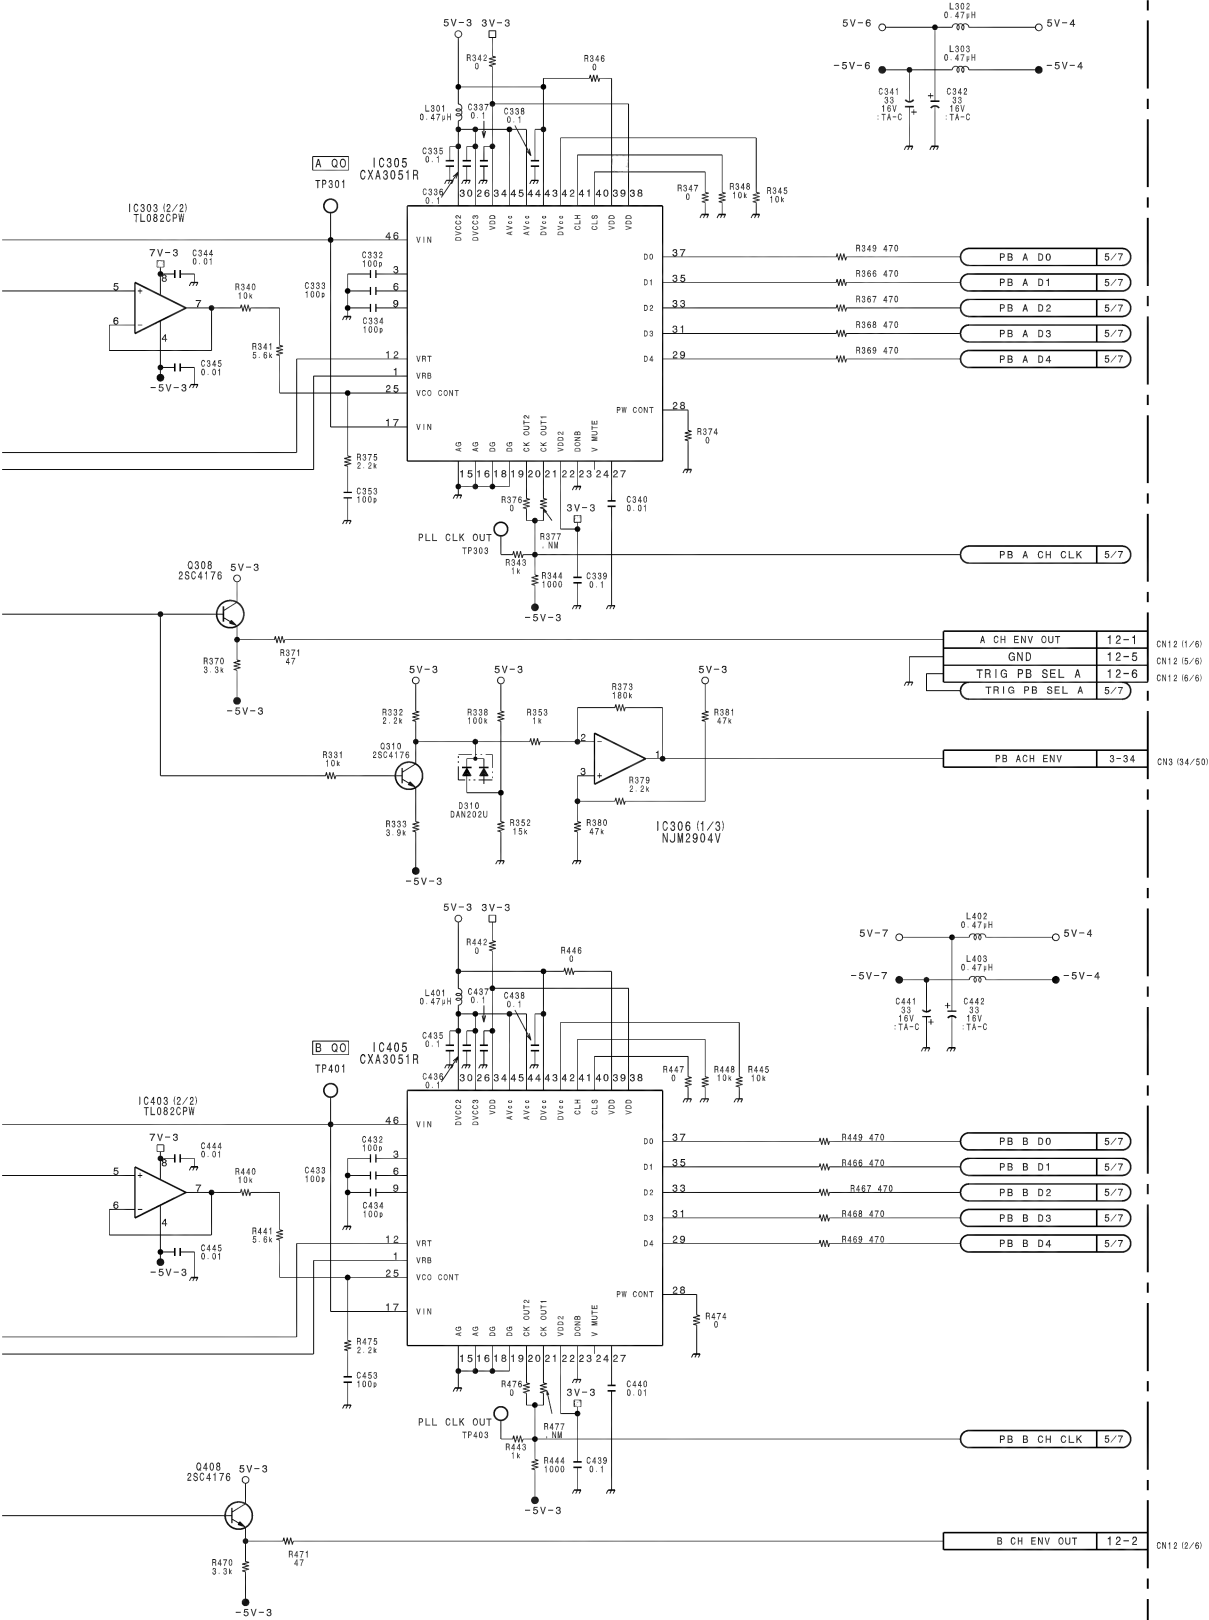 5V-3 3V-3
R342
0
R346
0
L301
0.47μH
C337
0.1
C338
0.1
C335
0.1
C336
0.1
A Q0
TP301
IC305
CXA3051R
30 26 34 45 44 43 42 41 40 39 38
DVCC2 DVCC3 VDD AVcc AVcc DVcc DVcc CLH CLS VDD VDD
R347
0
R348
10k
R345
10k
5V-6
L302
0.47μH
5V-4
-5V-6
L303
0.47μH
-5V-4
C341
33
16V
:TA-C
C342
33
16V
:TA-C
IC303 (2/2)
TL082CPW
7V-3
C344
0.01
8
5
6
7
4
C345
0.01
-5V-3
R340
10k
R341
5.6k
C332
100p
C333
100p
C334
100p
46 VIN
3
6
9
12 VRT
1 VRB
25 VCO CONT
17 VIN
R375
2.2k
C353
100p
D0 37 R349 470 PB A D0 5/7
D1 35 R366 470 PB A D1 5/7
D2 33 R367 470 PB A D2 5/7
D3 31 R368 470 PB A D3 5/7
D4 29 R369 470 PB A D4 5/7
PW CONT 28
R374
0
AG AG DG DG CK OUT2 CK OUT1 VDD2 DONB V MUTE
15 16 18 19 20 21 22 23 24 27
R376
0
R377
:NM
3V-3
C340
0.01
PLL CLK OUT
TP303
R343
1k
R344
1000
C339
0.1
-5V-3
PB A CH CLK 5/7
Q308
2SC4176
5V-3
R370
3.3k
R371
47
-5V-3
A CH ENV OUT 12-1 CN12 (1/6)
GND 12-5 CN12 (5/6)
TRIG PB SEL A 12-6 CN12 (6/6)
TRIG PB SEL A 5/7
5V-3 5V-3 5V-3
R332
2.2k
R338
100k
R353
1k
R373
180k
R381
47k
R331
10k
Q310
2SC4176
D310
DAN202U
2
3
1
R379
2.2k
R333
3.9k
R352
15k
R380
47k
IC306 (1/3)
NJM2904V
-5V-3
PB ACH ENV 3-34 CN3 (34/50)
5V-3 3V-3
R442
0
R446
0
L401
0.47μH
C437
0.1
C438
0.1
C435
0.1
C436
0.1
B Q0
TP401
IC405
CXA3051R
30 26 34 45 44 43 42 41 40 39 38
DVCC2 DVCC3 VDD AVcc AVcc DVcc DVcc CLH CLS VDD VDD
R447
0
R448
10k
R445
10k
5V-7
L402
0.47μH
5V-4
-5V-7
L403
0.47μH
-5V-4
C441
33
16V
:TA-C
C442
33
16V
:TA-C
IC403 (2/2)
TL082CPW
7V-3
C444
0.01
8
5
6
7
4
C445
0.01
-5V-3
R440
10k
R441
5.6k
C432
100p
C433
100p
C434
100p
46 VIN
3
6
9
12 VRT
1 VRB
25 VCO CONT
17 VIN
R475
2.2k
C453
100p
D0 37 R449 470 PB B D0 5/7
D1 35 R466 470 PB B D1 5/7
D2 33 R467 470 PB B D2 5/7
D3 31 R468 470 PB B D3 5/7
D4 29 R469 470 PB B D4 5/7
PW CONT 28
R474
0
AG AG DG DG CK OUT2 CK OUT1 VDD2 DONB V MUTE
15 16 18 19 20 21 22 23 24 27
R476
0
R477
:NM
3V-3
C440
0.01
PLL CLK OUT
TP403
R443
1k
R444
1000
C439
0.1
-5V-3
PB B CH CLK 5/7
Q408
2SC4176
5V-3
R470
3.3k
R471
47
-5V-3
B CH ENV OUT 12-2 CN12 (2/6)